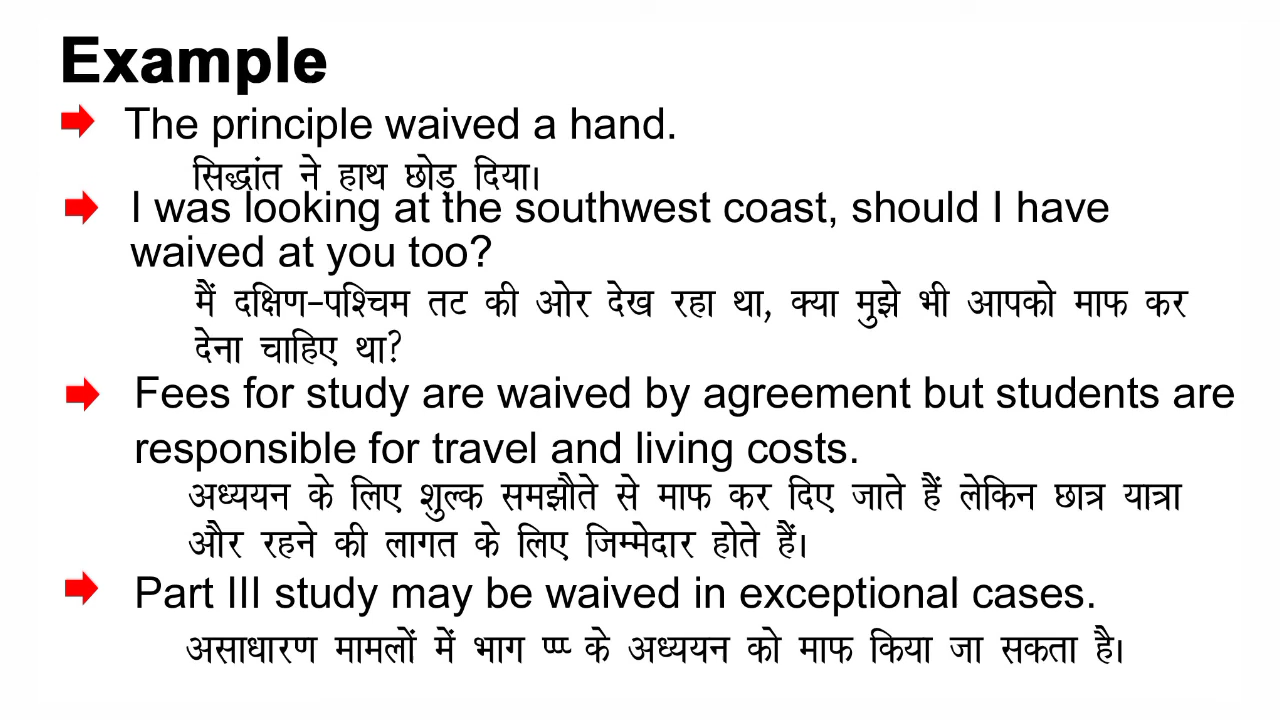 Example
The principle waived a hand.
सिद्धांत ने हाथ छोड़ दिया।
I was looking at the southwest coast, should I have
waived at you too?
मैं दक्षिण-पश्चिम तट की ओर देख रहा था, क्या मुझे भी आपको माफ कर
देना चाहिए था?
Fees for study are waived by agreement but students are
responsible for travel and living costs.
अध्ययन के लिए शुल्क समझौते से माफ कर दिए जाते हैं लेकिन छात्र यात्रा
और रहने की लागत के लिए जिम्मेदार होते हैं।
Part III study may be waived in exceptional cases.
असाधारण मामलों में भाग के अध्ययन को माफ किया जा सकता है।